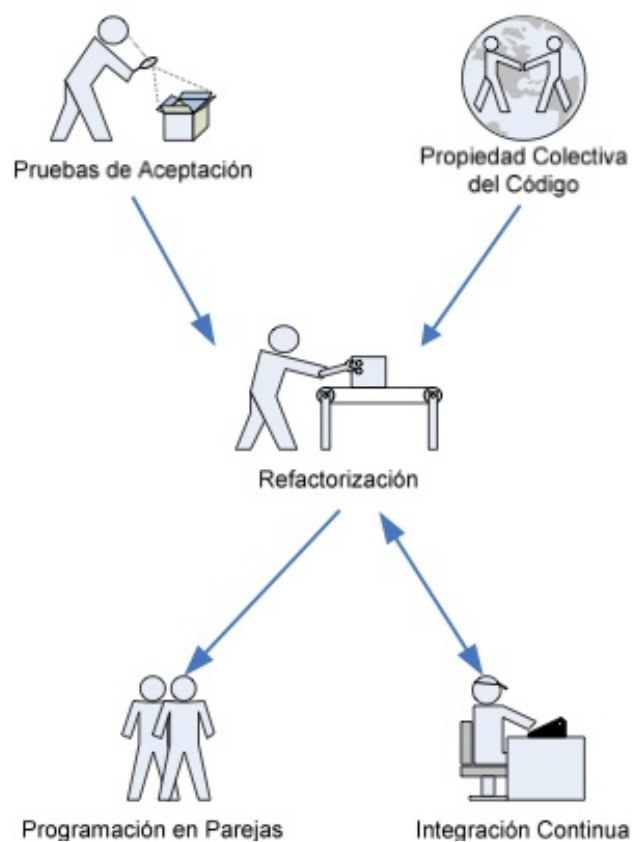 Pruebas de Aceptación
Propiedad Colectiva
del Código
Refactorización
Programación en Parejas
Integración Continua